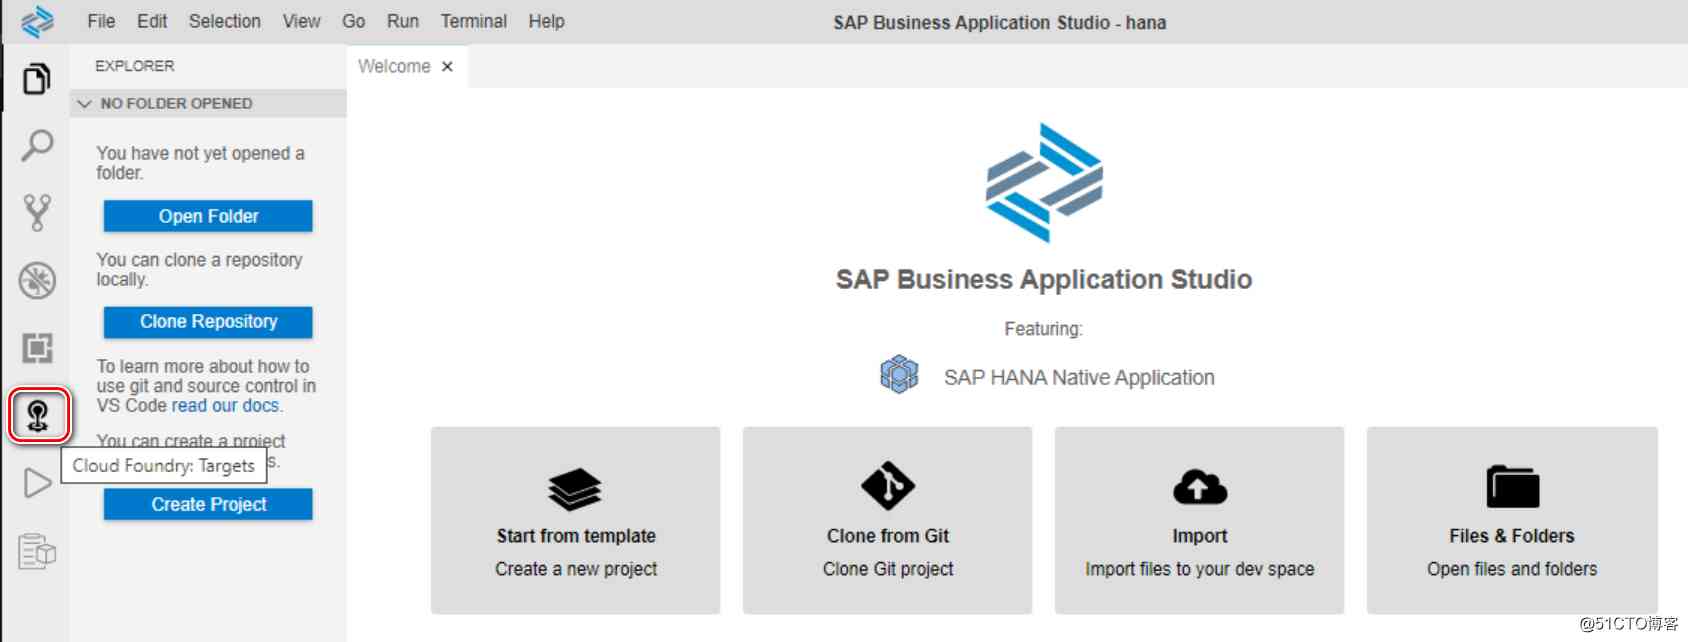 File Edit Selection View Go Run Terminal Help
SAP Business Application Studio - hana
EXPLORER
NO FOLDER OPENED
You have not yet opened a
folder.
Open Folder
You can clone a repository
locally.
Clone Repository
To learn more about how to
use git and source control in
VS Code read our docs.
You can create a project
s.
Cloud Foundry: Targets
Create Project
Welcome ×
SAP Business Application Studio
Featuring:
SAP HANA Native Application
Start from template
Create a new project
Clone from Git
Clone Git project
Import
Import files to your dev space
Files & Folders
Open files and folders
@51CTO博客